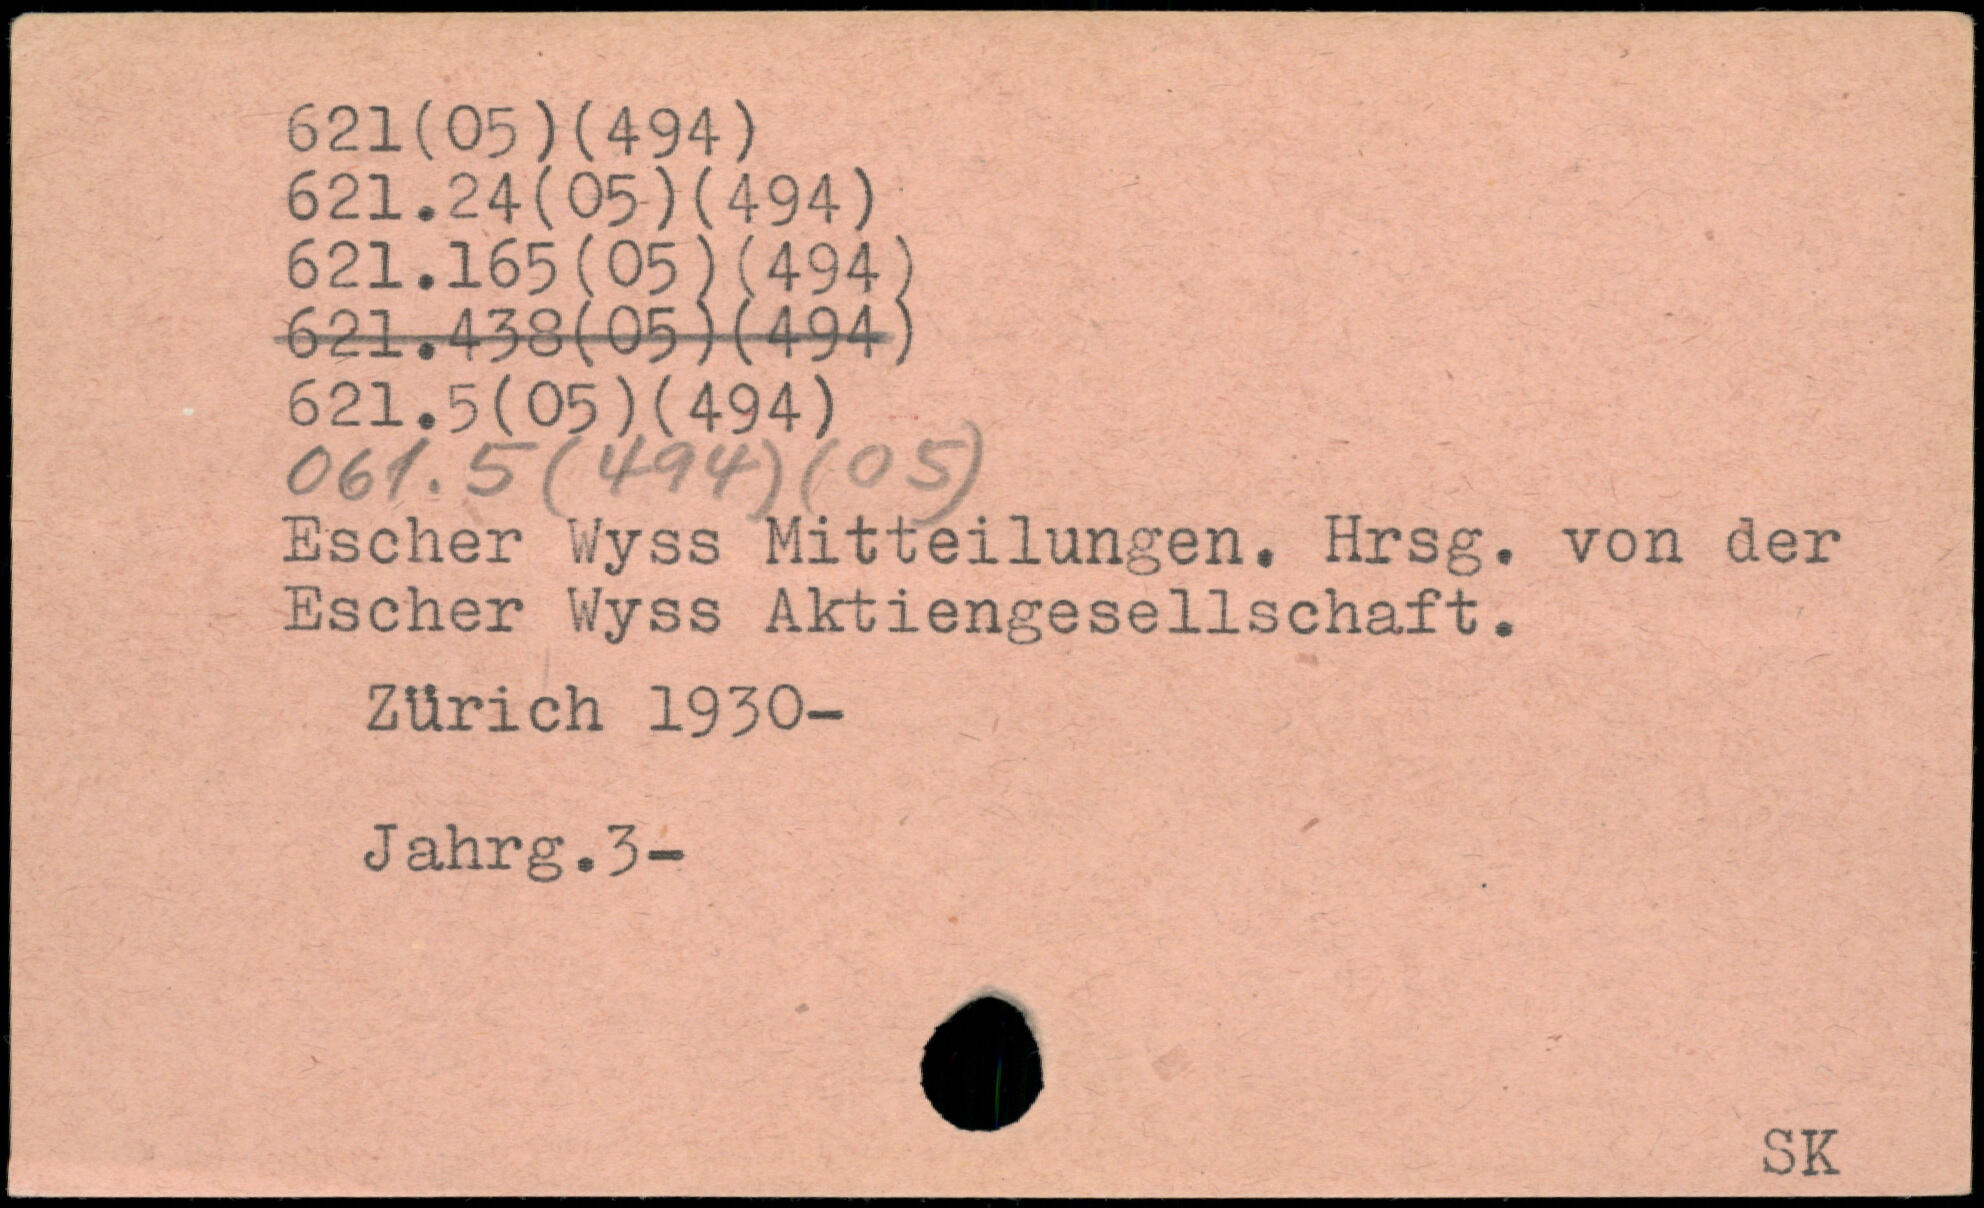 621(05)(494)
621.24(05)(494)
621.165(05)(494)
621.438(05)(494)
621.5(05)(494)
061.5(494)(05)
Escher Wyss Mitteilungen. Hrsg. von der
Escher Wyss Aktiengesellschaft.
Zürich 1930-
Jahrg.3-
SK